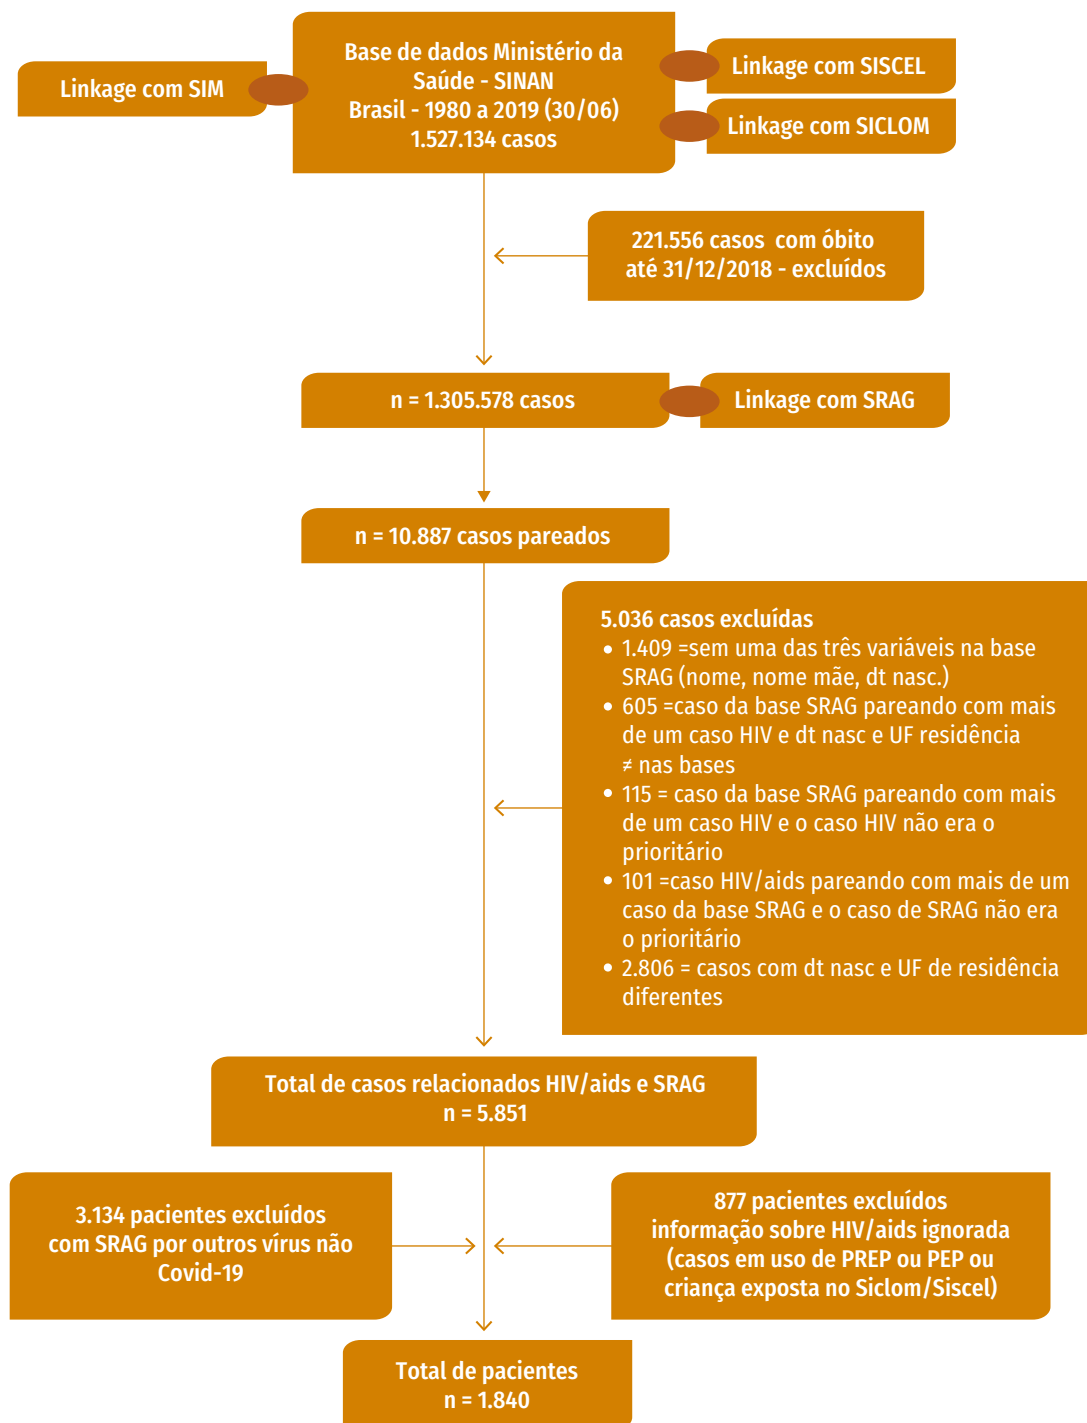 Base de dados Ministério da
Saúde - SINAN
Brasil - 1980 a 2019 (30/06)
1.527.134 casos
Linkage com SIM
Linkage com SISCEL
Linkage com SICLOM
221.556 casos com óbito
até 31/12/2018 - excluídos
n = 1.305.578 casos
Linkage com SRAG
n = 10.887 casos pareados
5.036 casos excluídas
• 1.409 =sem uma das três variáveis na base
SRAG (nome, nome mãe, dt nasc.)
• 605 =caso da base SRAG pareando com mais
de um caso HIV e dt nasc e UF residência
≠ nas bases
• 115 = caso da base SRAG pareando com mais
de um caso HIV e o caso HIV não era o
prioritário
• 101 =caso HIV/aids pareando com mais de um
caso da base SRAG e o caso de SRAG não era
o prioritário
• 2.806 = casos com dt nasc e UF de residência
diferentes
Total de casos relacionados HIV/aids e SRAG
n = 5.851
3.134 pacientes excluídos
com SRAG por outros vírus não
Covid-19
877 pacientes excluídos
informação sobre HIV/aids ignorada
(casos em uso de PREP ou PEP ou
criança exposta no Siclom/Siscel)
Total de pacientes
n = 1.840